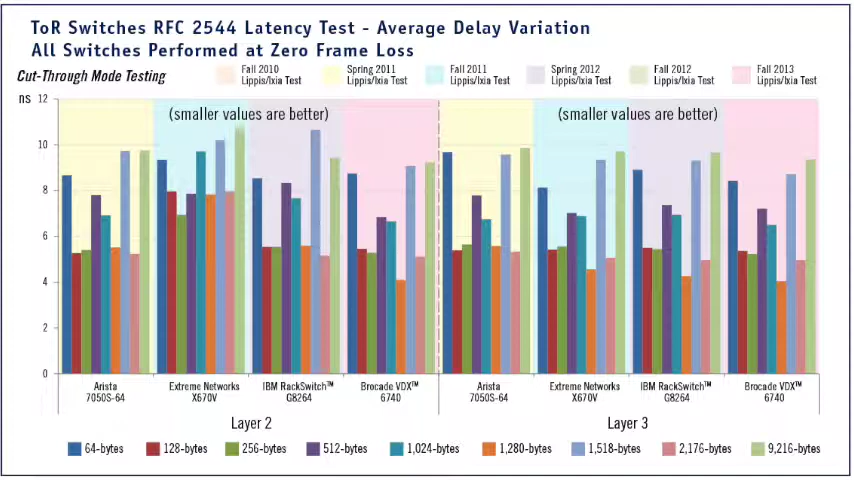 ToR Switches RFC 2544 Latency Test - Average Delay Variation
All Switches Performed at Zero Frame Loss
Cut-Through Mode Testing
Fall 2010
Lippis/Ixia Test
Spring 2011
Lippis/Ixia Test
Fall 2011
Lippis/Ixia Test
Spring 2012
Lippis/Ixia Test
Fall 2012
Lippis/Ixia Test
Fall 2013
Lippis/Ixia Test
ns 12
(smaller values are better) (smaller values are better)
10
8
6
4
2
0
Arista
7050S-64
Extreme Networks
X670V
IBM RackSwitch™
G8264
Brocade VDX™
6740
Arista
7050S-64
Extreme Networks
X670V
IBM RackSwitch™
G8264
Brocade VDX™
6740
Layer 2 Layer 3
64-bytes 128-bytes 256-bytes 512-bytes 1,024-bytes 1,280-bytes 1,518-bytes 2,176-bytes 9,216-bytes